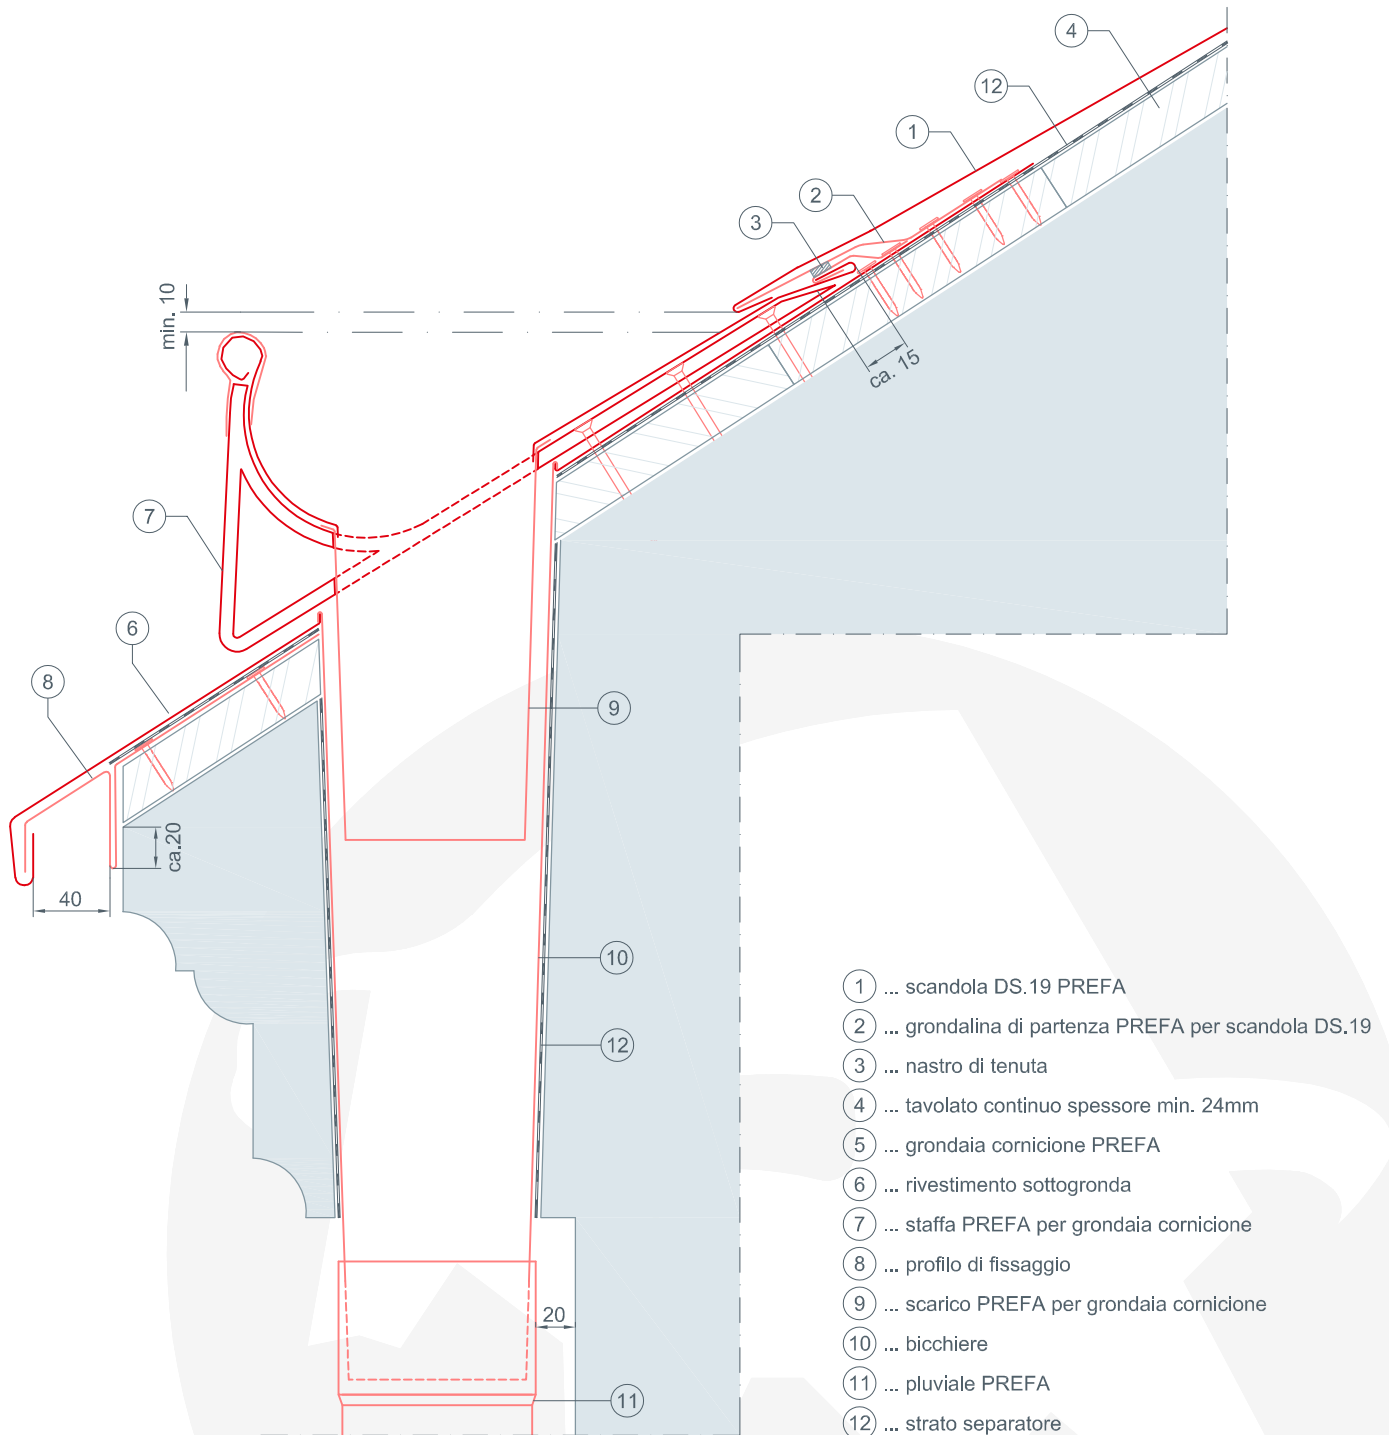 4
12
1
2
3
min. 10
ca. 15
7
6
8
9
ca.20
40
10
12
20
11
1 ... scandola DS.19 PREFA
2 ... grondalina di partenza PREFA per scandola DS.19
3 ... nastro di tenuta
4 ... tavolato continuo spessore min. 24mm
5 ... grondaia cornicione PREFA
6 ... rivestimento sottogronda
7 ... staffa PREFA per grondaia cornicione
8 ... profilo di fissaggio
9 ... scarico PREFA per grondaia cornicione
10 ... bicchiere
11 ... pluviale PREFA
12 ... strato separatore